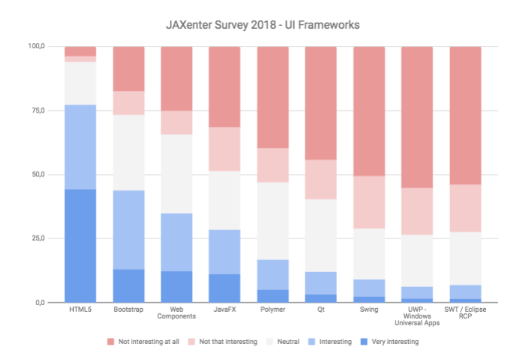 JAXenter Survey 2018 - UI Frameworks
100,0
75,0
50,0
25,0
0,0
HTML5
Bootstrap
Web
Components
JavaFX
Polymer
Qt
Swing
UWP -
Windows
Universal Apps
SWT / Eclipse
RCP
Not interesting at all
Not that interesting
Neutral
Interesting
Very interesting